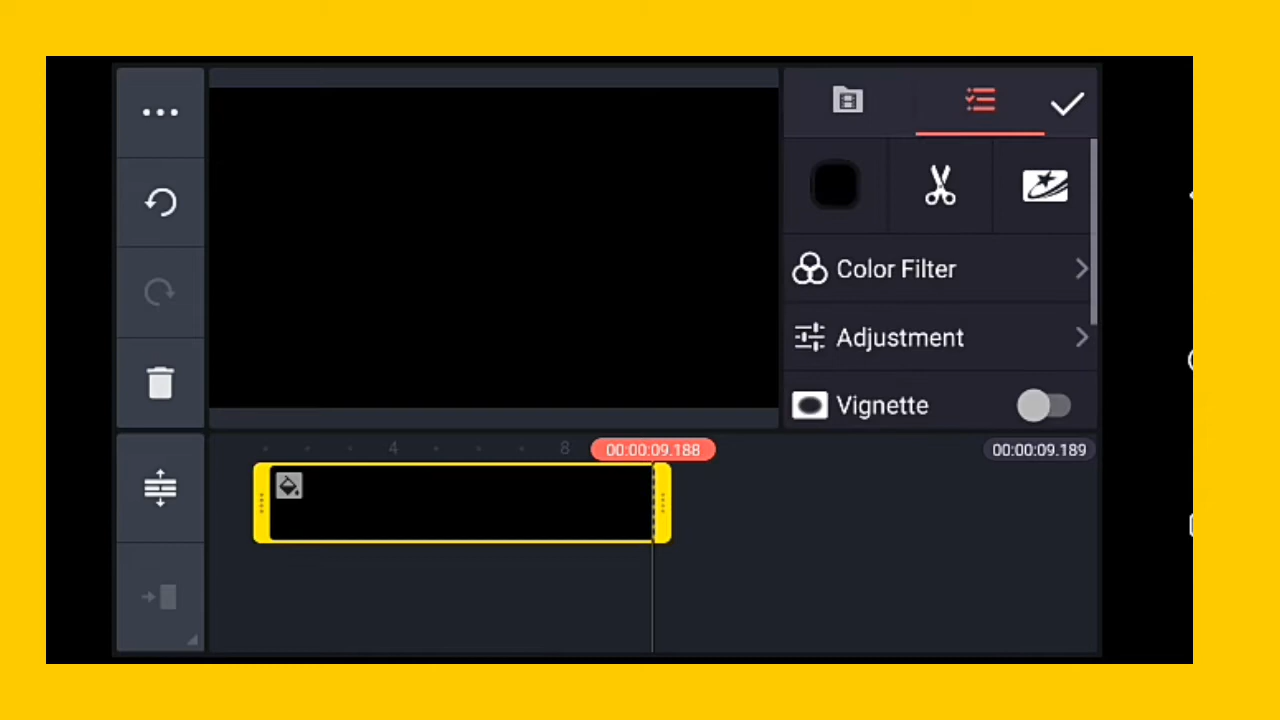 Color Filter
Adjustment
Vignette
4
8
00:00:09.188
00:00:09.189